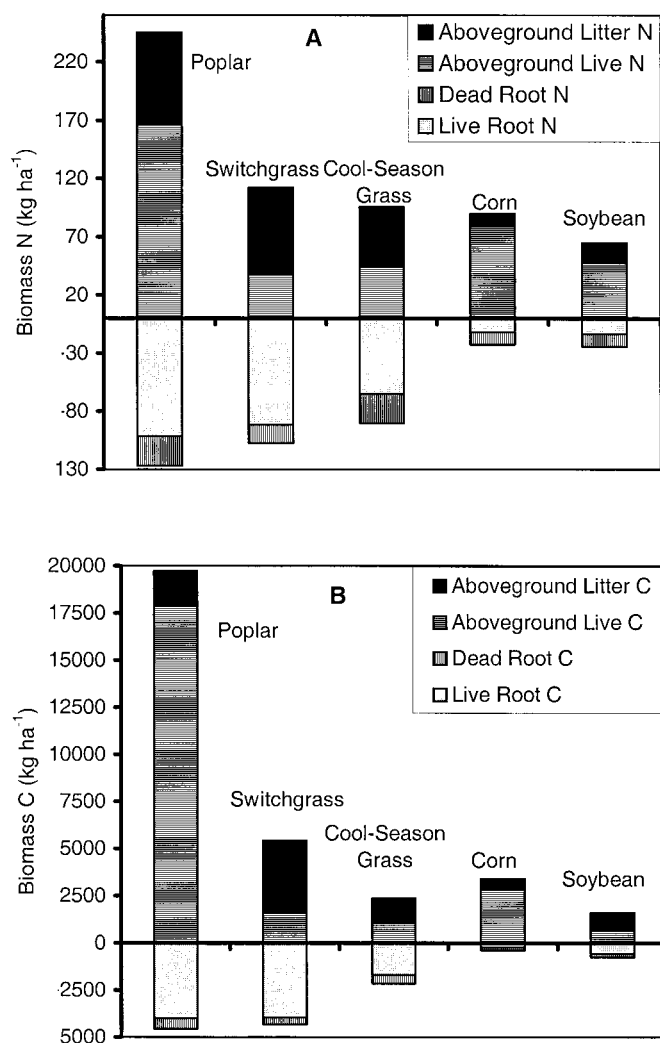 A
Aboveground Litter N
Aboveground Live N
Dead Root N
Live Root N
Poplar
Switchgrass
Cool-Season
Grass
Corn
Soybean
Biomass N (kg ha-1)
220
170
120
70
20
-30
-80
130
B
Aboveground Litter C
Aboveground Live C
Dead Root C
Live Root C
Poplar
Switchgrass
Cool-Season
Grass
Corn
Soybean
Biomass C (kg ha-1)
20000
17500
15000
12500
10000
7500
5000
2500
0
-2500
5000